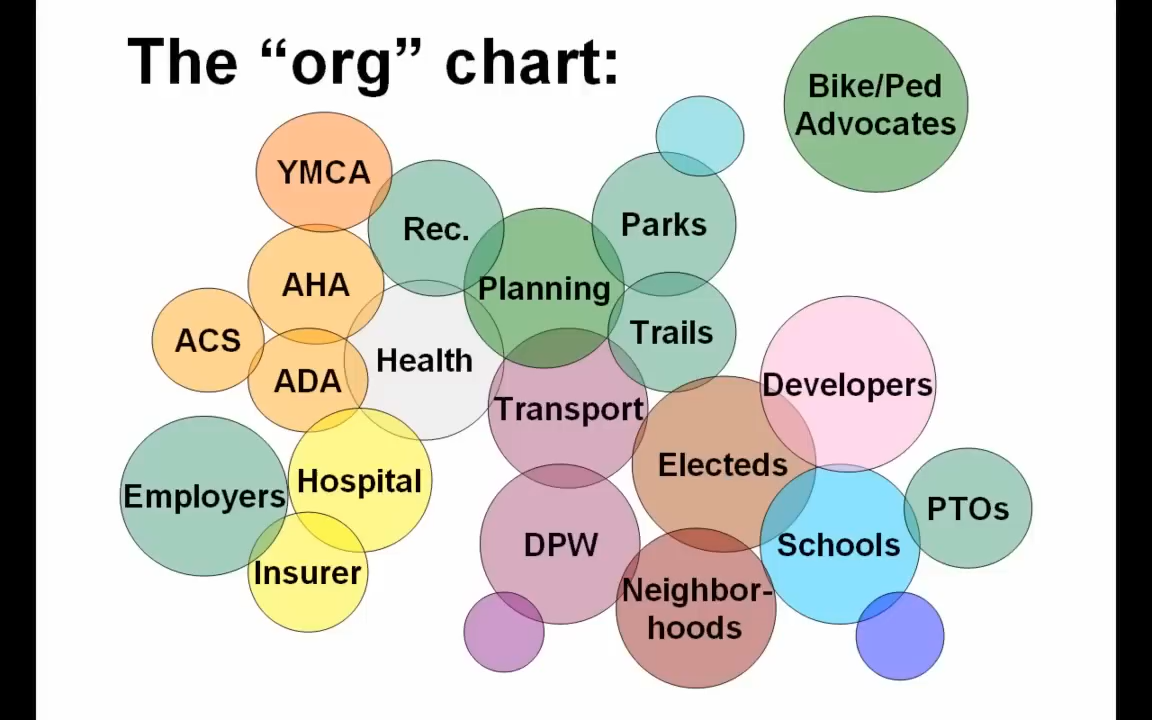 The “org” chart:
Bike/Ped
Advocates
YMCA
Rec.
Parks
AHA
Planning
Trails
ACS
ADA
Health
Transport
Developers
Electeds
Employers
Hospital
PTOs
DPW
Schools
Insurer
Neighbor-
hoods